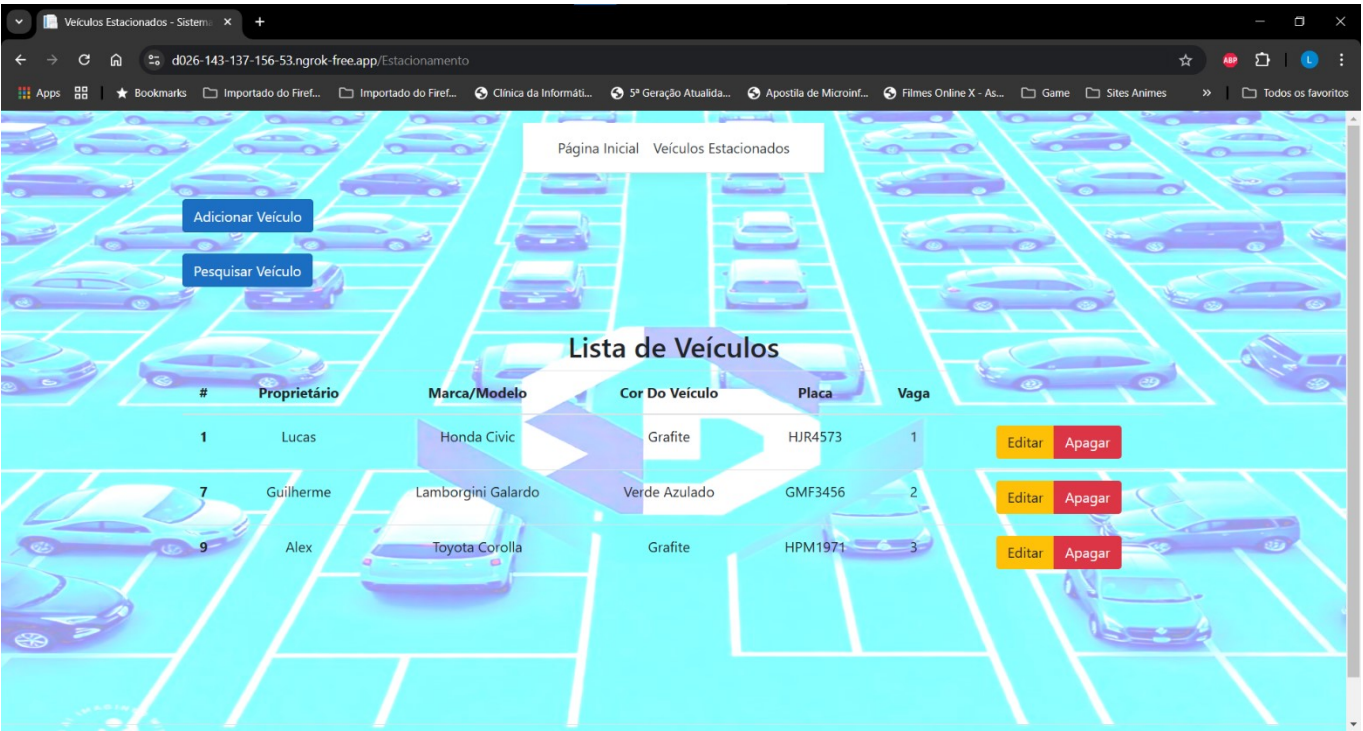 Veículos Estacionados - Sistema
d026-143-137-156-53.ngrok-free.app/Estacionamento
ABP
L
Apps Bookmarks Importado do Firef... Importado do Firef... Clínica da Informáti... 5ª Geração Atualida... Apostila de Microinf... Filmes Online X - As... Game Sites Animes » Todos os favoritos
Página Inicial Veículos Estacionados
Adicionar Veículo
Pesquisar Veículo
Lista de Veículos
# Proprietário Marca/Modelo Cor Do Veículo Placa Vaga
1 Lucas Honda Civic Grafite HJR4573 1 Editar Apagar
7 Guilherme Lamborgini Galardo Verde Azulado GMF3456 2 Editar Apagar
9 Alex Toyota Corolla Grafite HPM1971 3 Editar Apagar